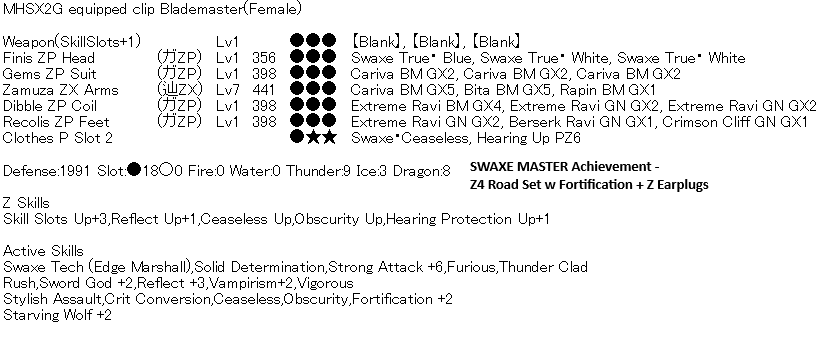 MHSX2G equipped clip Blademaster(Female)
Weapon(SkillSlots+1) Lv1 ●●● 【Blank】, 【Blank】, 【Blank】
Finis ZP Head (ガZP) Lv1 356 ●●● Swaxe True・ Blue, Swaxe True・ White, Swaxe True・ White
Gems ZP Suit (ガZP) Lv1 398 ●●● Cariva BM GX2, Cariva BM GX2, Cariva BM GX2
Zamuza ZX Arms (辿ZX) Lv7 441 ●●● Cariva BM GX5, Bita BM GX5, Rapin BM GX1
Dibble ZP Coil (ガZP) Lv1 398 ●●● Extreme Ravi BM GX4, Extreme Ravi GN GX2, Extreme Ravi GN GX2
Recolis ZP Feet (ガZP) Lv1 398 ●●● Extreme Ravi GN GX2, Berserk Ravi GN GX1, Crimson Cliff GN GX1
Clothes P Slot 2 ●★★ Swaxe・Ceaseless, Hearing Up PZ6
Defense:1991 Slot:●18○0 Fire:0 Water:0 Thunder:9 Ice:3 Dragon:8
SWAXE MASTER Achievement -
Z4 Road Set w Fortification + Z Earplugs
Z Skills
Skill Slots Up+3,Reflect Up+1,Ceaseless Up,Obscurity Up,Hearing Protection Up+1
Active Skills
Swaxe Tech (Edge Marshall),Solid Determination,Strong Attack +6,Furious,Thunder Clad
Rush,Sword God +2,Reflect +3,Vampirism+2,Vigorous
Stylish Assault,Crit Conversion,Ceaseless,Obscurity,Fortification +2
Starving Wolf +2